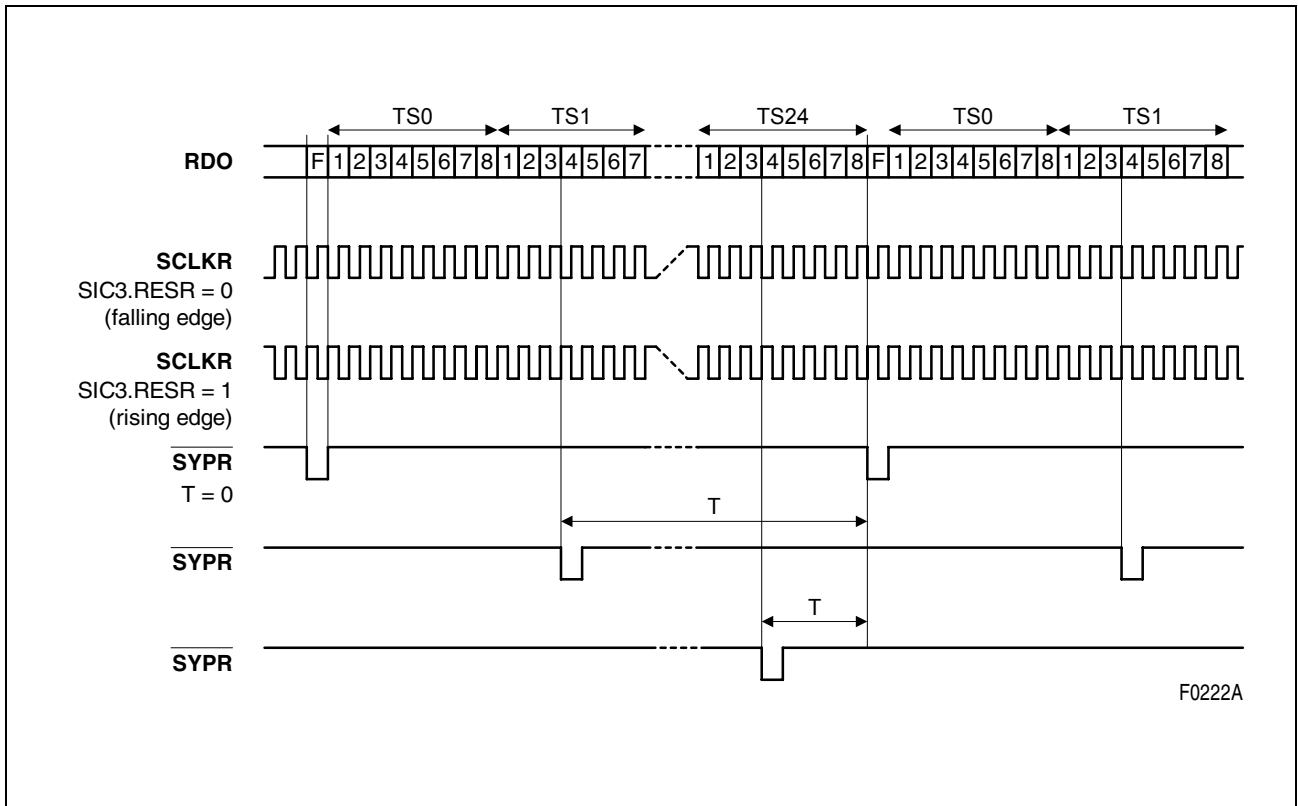 TS0 TS1 TS24 TS0 TS1
RDO F 1 2 3 4 5 6 7 8 1 2 3 4 5 6 7 1 2 3 4 5 6 7 8 F 1 2 3 4 5 6 7 8 1 2 3 4 5 6 7 8
SCLKR
SIC3.RESR = 0
(falling edge)
SCLKR
SIC3.RESR = 1
(rising edge)
SYPR
T = 0
T
SYPR
T
SYPR
F0222A